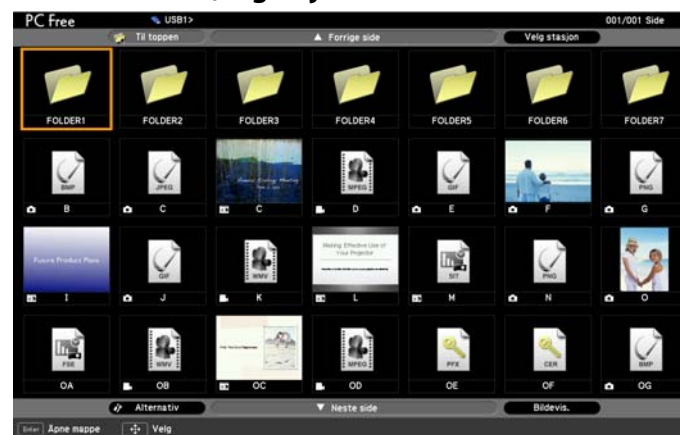 PC Free USB1> 001/001 Side
Til toppen ▲ Forrige side Velg stasjon
FOLDER1 FOLDER2 FOLDER3 FOLDER4 FOLDER5 FOLDER6 FOLDER7
BMP JPEG MPEG GIF PNG
B C C D E F G
Future Product Plans GIF WMV Making Effective Use of SIT PNG
Your Projector
I J K L M N O
FSE WMV MPEG PFX CER BMP
OA OB OC OD OE OF OG
Alternativ ▼ Neste side Bildevis.
Enter Åpne mappe Velg